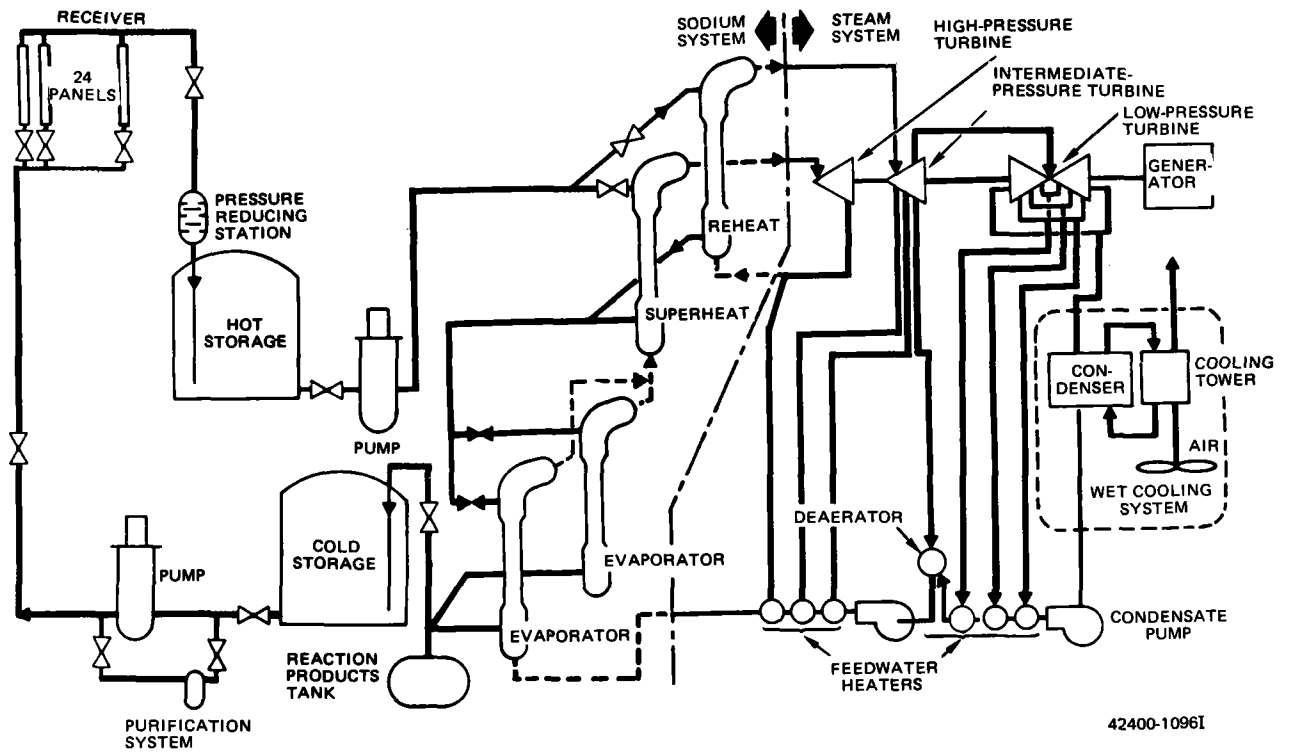 RECEIVER
24
PANELS
PRESSURE
REDUCING
STATION
HOT
STORAGE
PUMP
COLD
STORAGE
PUMP
PURIFICATION
SYSTEM
REACTION
PRODUCTS
TANK
EVAPORATOR
EVAPORATOR
SUPERHEAT
REHEAT
SODIUM
SYSTEM
STEAM
SYSTEM
HIGH-PRESSURE
TURBINE
INTERMEDIATE-
PRESSURE TURBINE
LOW-PRESSURE
TURBINE
GENER-
ATOR
CON-
DENSER
COOLING
TOWER
AIR
WET COOLING
SYSTEM
DEAERATOR
CONDENSATE
PUMP
FEEDWATER
HEATERS
42400-1096I